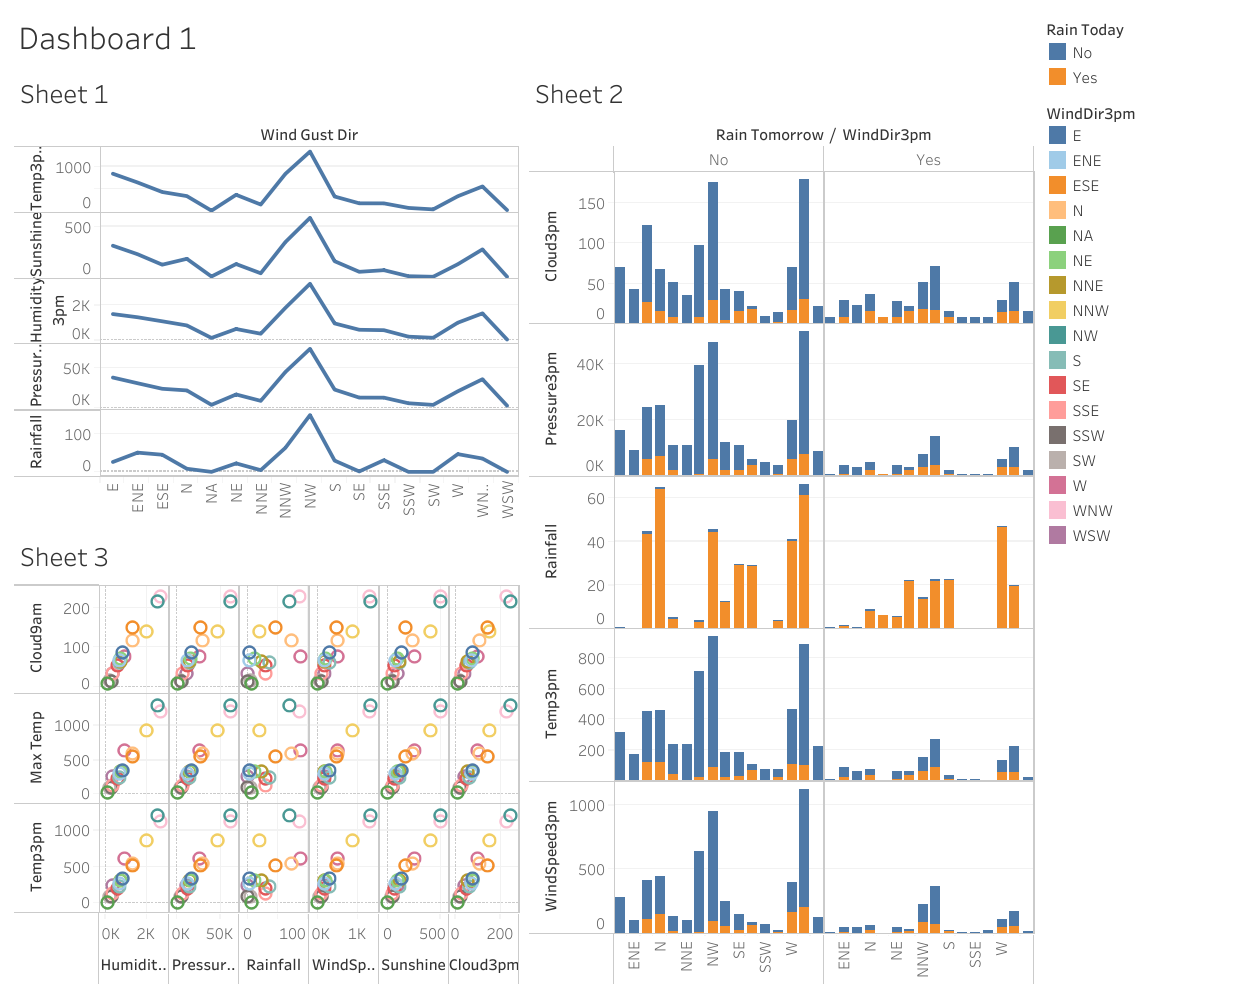 Dashboard 1
Sheet 1
Wind Gust Dir
Temp3p..
1000
0
Sunshine
500
0
Humidity
3pm
2K
0K
Pressur..
50K
0K
Rainfall
100
0
E
ENE
ESE
N
NA
NE
NNE
NNW
NW
S
SE
SSE
SSW
SW
W
WN..
WSW
Sheet 3
Cloud9am
200
100
0
Max Temp
1000
500
0
Temp3pm
1000
500
0
0K 2K 0K 50K 0 100 0K 1K 0 500 0 200
Humidit.. Pressur.. Rainfall WindSp.. Sunshine Cloud3pm
Sheet 2
Rain Tomorrow / WindDir3pm
No Yes
Cloud3pm
150
100
50
0
Pressure3pm
40K
20K
0K
Rainfall
60
40
20
0
Temp3pm
800
600
400
200
WindSpeed3pm
1000
500
0
ENE
N
NNE
NW
SE
SSW
W
ENE
N
NE
NNW
S
SSE
W
Rain Today
No
Yes
WindDir3pm
E
ENE
ESE
N
NA
NE
NNE
NNW
NW
S
SE
SSE
SSW
SW
W
WNW
WSW